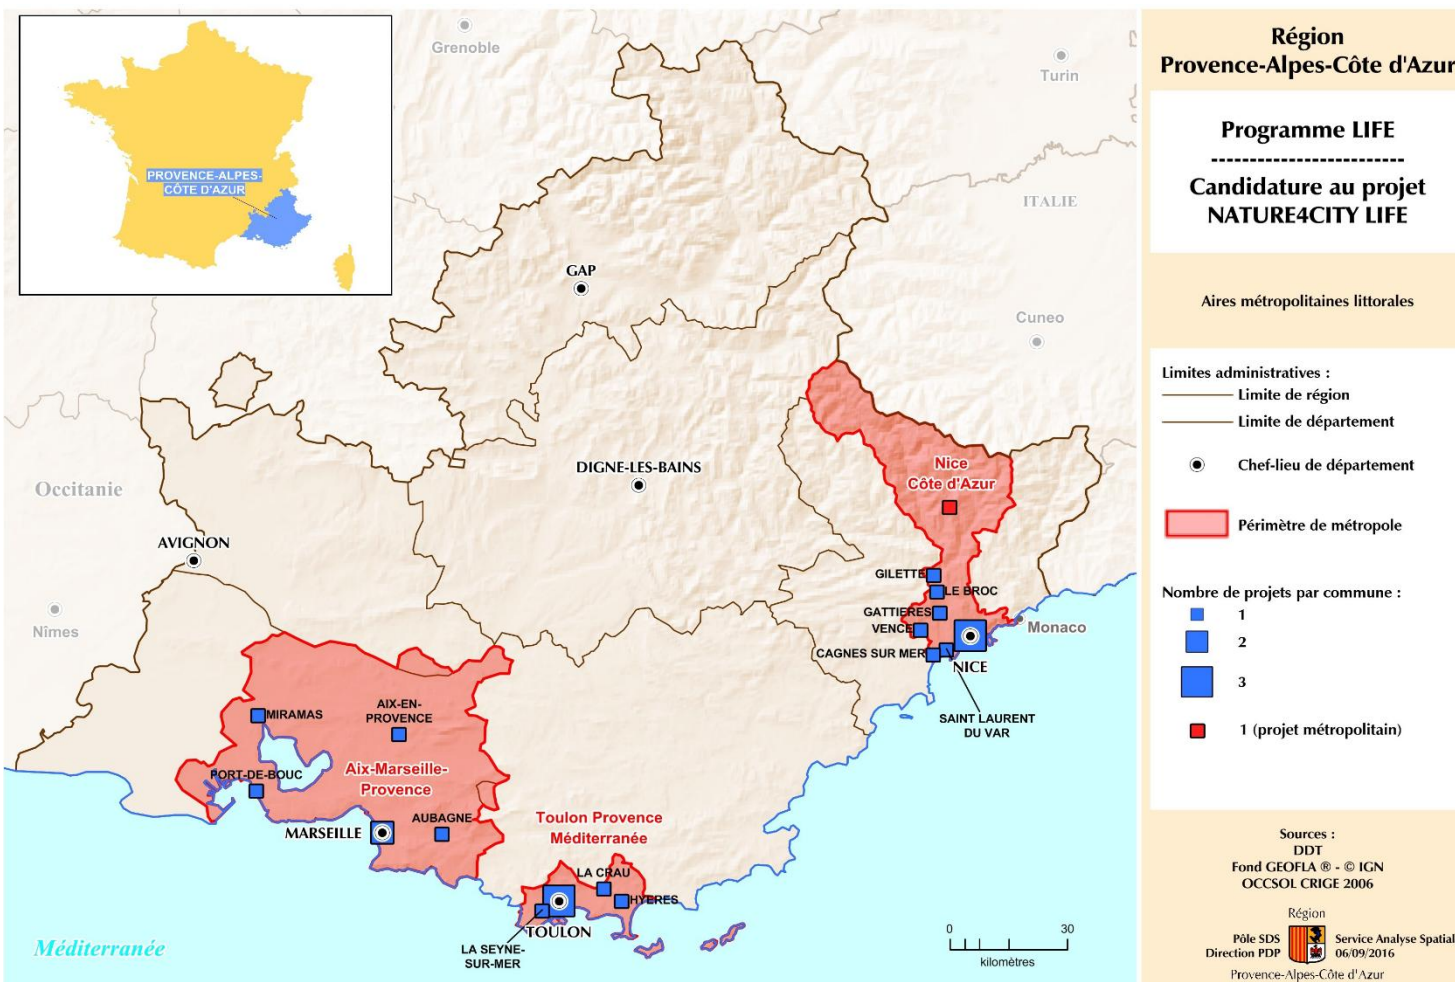 PROVENCE-ALPES-
CÔTE D'AZUR
Grenoble
Turin
ITALIE
GAP
Cuneo
Occitanie
DIGNE-LES-BAINS
Nice
Côte d'Azur
AVIGNON
Nîmes
GILETTE
LE BROC
GATTIERES
VENCE
Monaco
CAGNES SUR MER
NICE
SAINT LAURENT
DU VAR
MIRAMAS
AIX-EN-
PROVENCE
PORT-DE-BOUC
Aix-Marseille-
Provence
MARSEILLE
AUBAGNE
Toulon Provence
Méditerranée
LA CRAU
HYERES
TOULON
LA SEYNE-
SUR-MER
Méditerranée
0 30
kilomètres
Région
Provence-Alpes-Côte d'Azur
Programme LIFE
------------------------
Candidature au projet
NATURE4CITY LIFE
Aires métropolitaines littorales
Limites administratives :
Limite de région
Limite de département
Chef-lieu de département
Périmètre de métropole
Nombre de projets par commune :
1
2
3
1 (projet métropolitain)
Sources :
DDT
Fond GEOFLA ® - © IGN
OCCSOL CRIGE 2006
Région
Pôle SDS Service Analyse Spatiale
Direction PDP 06/09/2016
Provence-Alpes-Côte d'Azur